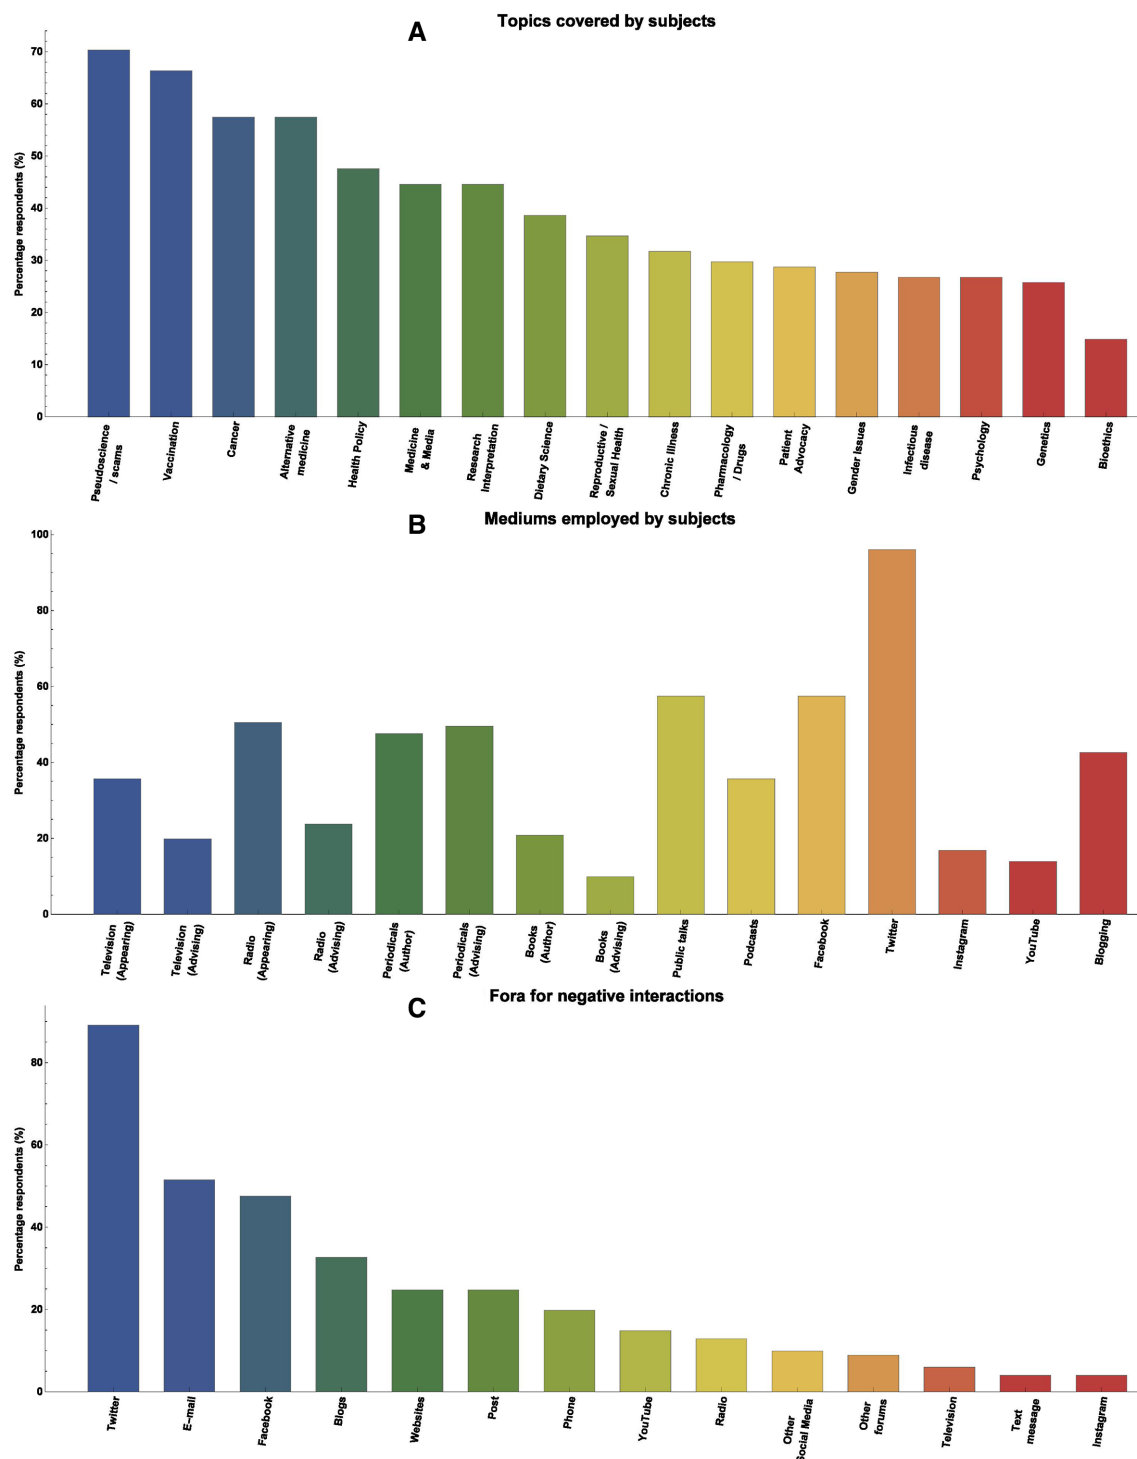 A
Topics covered by subjects
Percentage respondents (%)
70
60
50
40
30
20
10
0
Pseudoscience
/ scams
Vaccination
Cancer
Alternative
medicine
Health Policy
Medicine
& Media
Research
Interpretation
Dietary Science
Reproductive /
Sexual Health
Chronic illness
Pharmacology
/ Drugs
Patient
Advocacy
Gender Issues
Infectious
disease
Psychology
Genetics
Bioethics
B
Mediums employed by subjects
Percentage respondents (%)
100
80
60
40
20
0
Television
(Appearing)
Television
(Advising)
Radio
(Appearing)
Radio
(Advising)
Periodicals
(Author)
Periodicals
(Advising)
Books
(Author)
Books
(Advising)
Public talks
Podcasts
Facebook
Twitter
Instagram
YouTube
Blogging
C
Fora for negative interactions
Percentage respondents (%)
80
60
40
20
0
Twitter
E-mail
Facebook
Blogs
Websites
Post
Phone
YouTube
Radio
Other
Social Media
Other
forums
Television
Text
message
Instagram